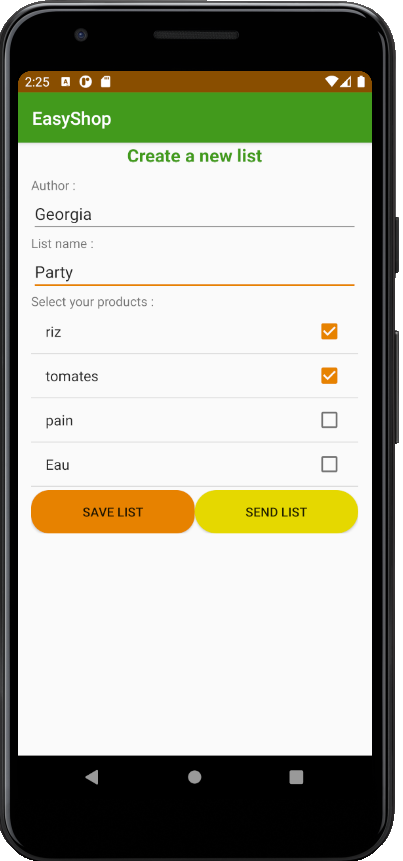 2:25
EasyShop
Create a new list
Author :
Georgia
List name :
Party
Select your products :
riz
tomates
pain
Eau
SAVE LIST SEND LIST